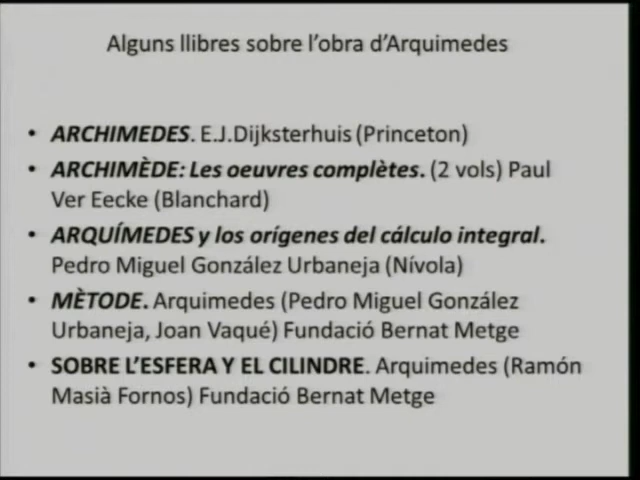 Alguns llibres sobre l'obra d'Arquimedes
• ARCHIMEDES. E.J.Dijksterhuis (Princeton)
• ARCHIMÈDE: Les oeuvres complètes. (2 vols) Paul
Ver Eecke (Blanchard)
• ARQUÍMEDES y los orígenes del cálculo integral.
Pedro Miguel González Urbaneja (Nívola)
• MÈTODE. Arquimedes (Pedro Miguel González
Urbaneja, Joan Vaqué) Fundació Bernat Metge
• SOBRE L'ESFERA Y EL CILINDRE. Arquimedes (Ramón
Masià Fornos) Fundació Bernat Metge